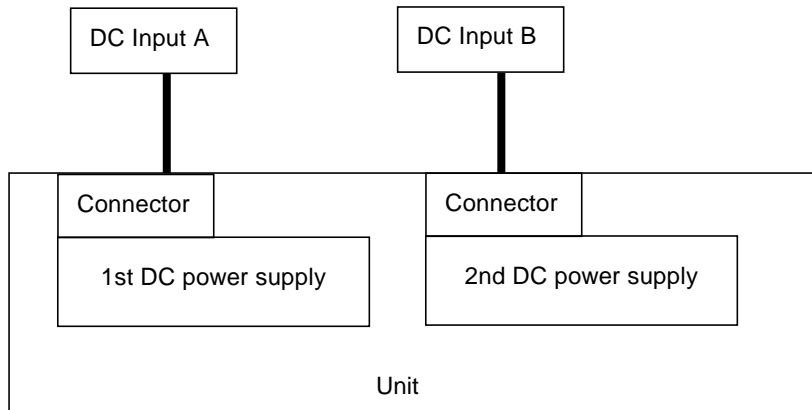 DC Input A
DC Input B
Connector
Connector
1st DC power supply
2nd DC power supply
Unit